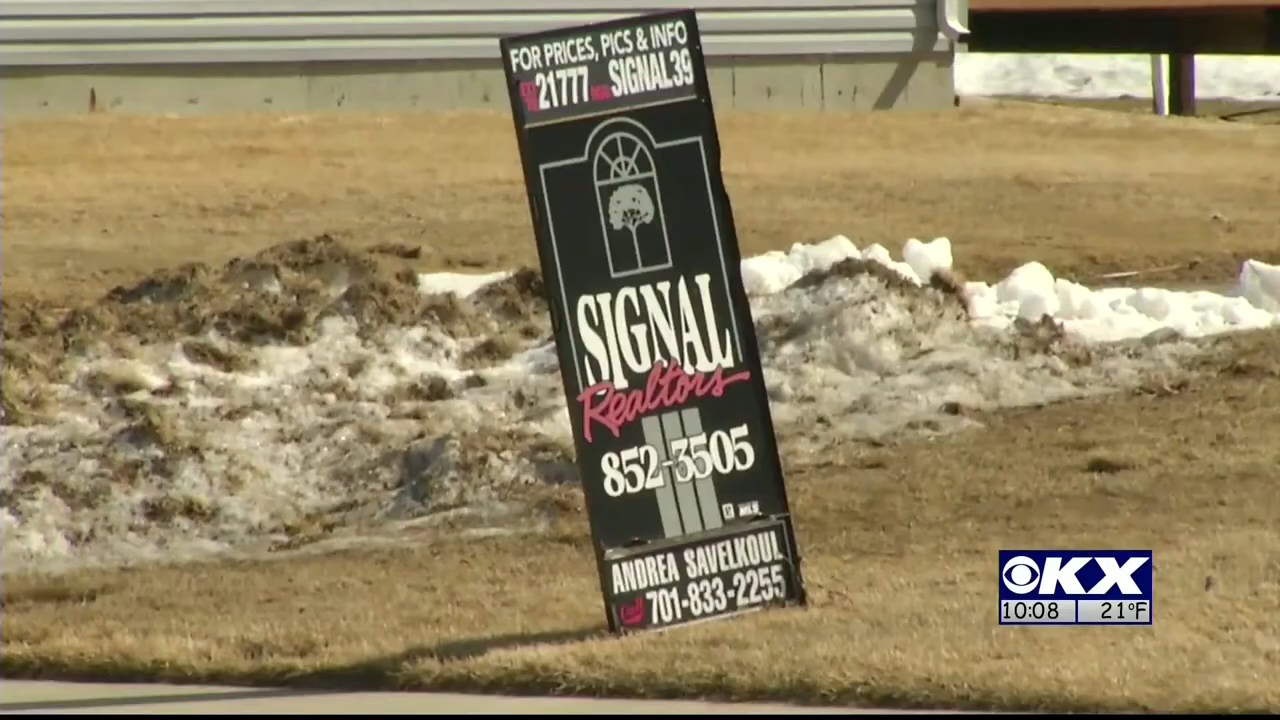 FOR PRICES, PICS & INFO
21777 SIGNAL39
SIGNAL
Realtors
852-3505
MLS
ANDREA SAVELKOUL
Call 701-833-2255
KX
10:08 21°F